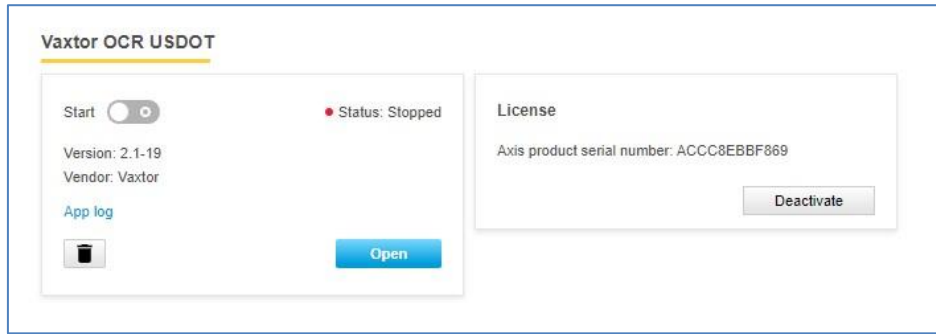 Vaxtor OCR USDOT
Start
Status: Stopped
Version: 2.1-19
Vendor: Vaxtor
App log
Open
License
Axis product serial number: ACCC8EBBF869
Deactivate